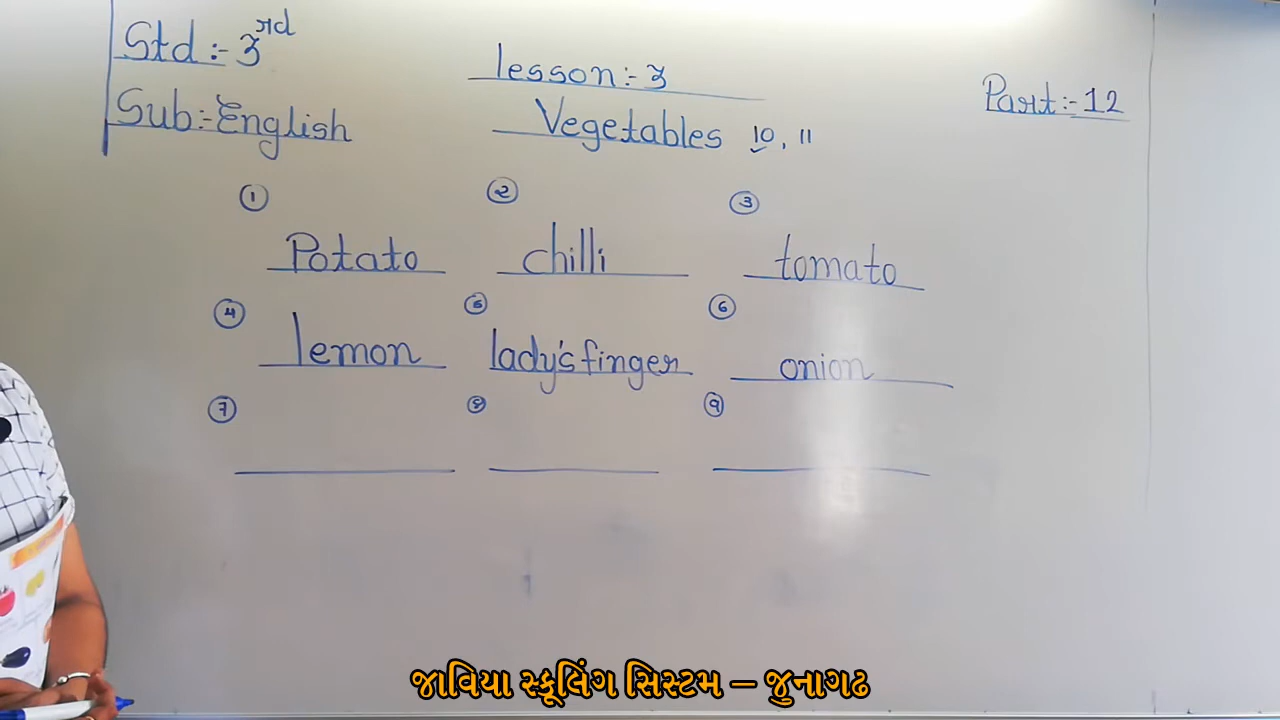 Std :- 3rd
Sub :- English
lesson :- 3
Vegetables 10, 11
Part :- 12
① ② ③
Potato chilli tomato
④ ⑤ ⑥
lemon lady's finger onion
⑦ ⑧ ⑨
જાવિયા સ્કૂલિંગ સિસ્ટમ – જુનાગઢ